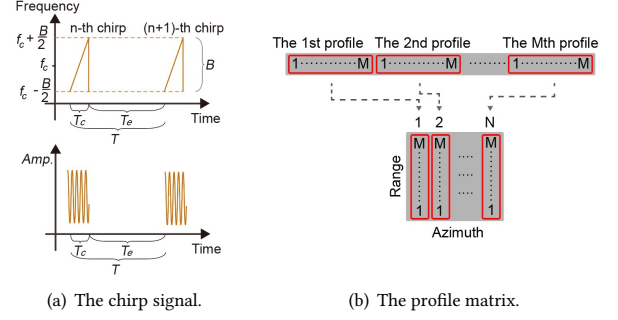 Frequency
n-th chirp (n+1)-th chirp
f_c + B/2
f_c
B
f_c - B/2
T_c T_e Time
T
Amp.
Time
T_c T_e
T
(a) The chirp signal.
The 1st profile The 2nd profile The Mth profile
1··········M 1··········M ········ 1··········M
1 2 N
M M M
Range
····
····
····
1 1 1
Azimuth
(b) The profile matrix.